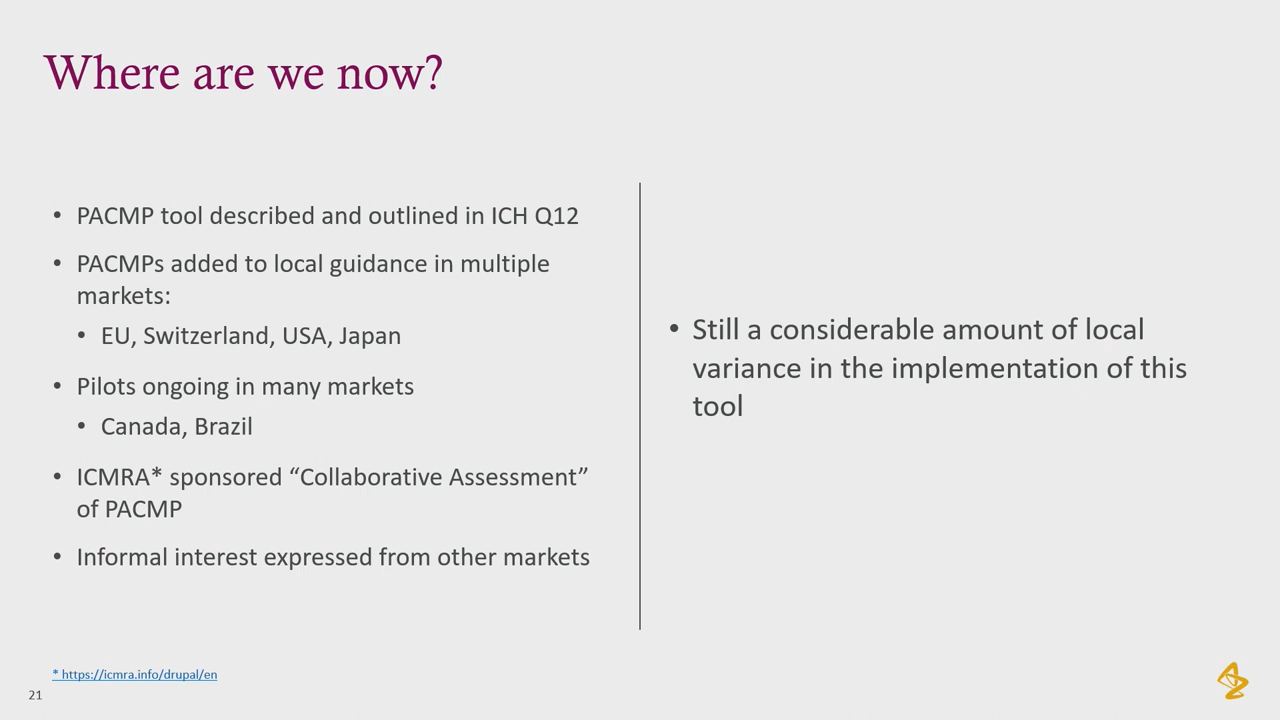 Where are we now?
• PACMP tool described and outlined in ICH Q12
• PACMPs added to local guidance in multiple
markets:
• EU, Switzerland, USA, Japan
• Pilots ongoing in many markets
• Canada, Brazil
• ICMRA* sponsored “Collaborative Assessment”
of PACMP
• Informal interest expressed from other markets
• Still a considerable amount of local
variance in the implementation of this
tool
* https://icmra.info/drupal/en
21